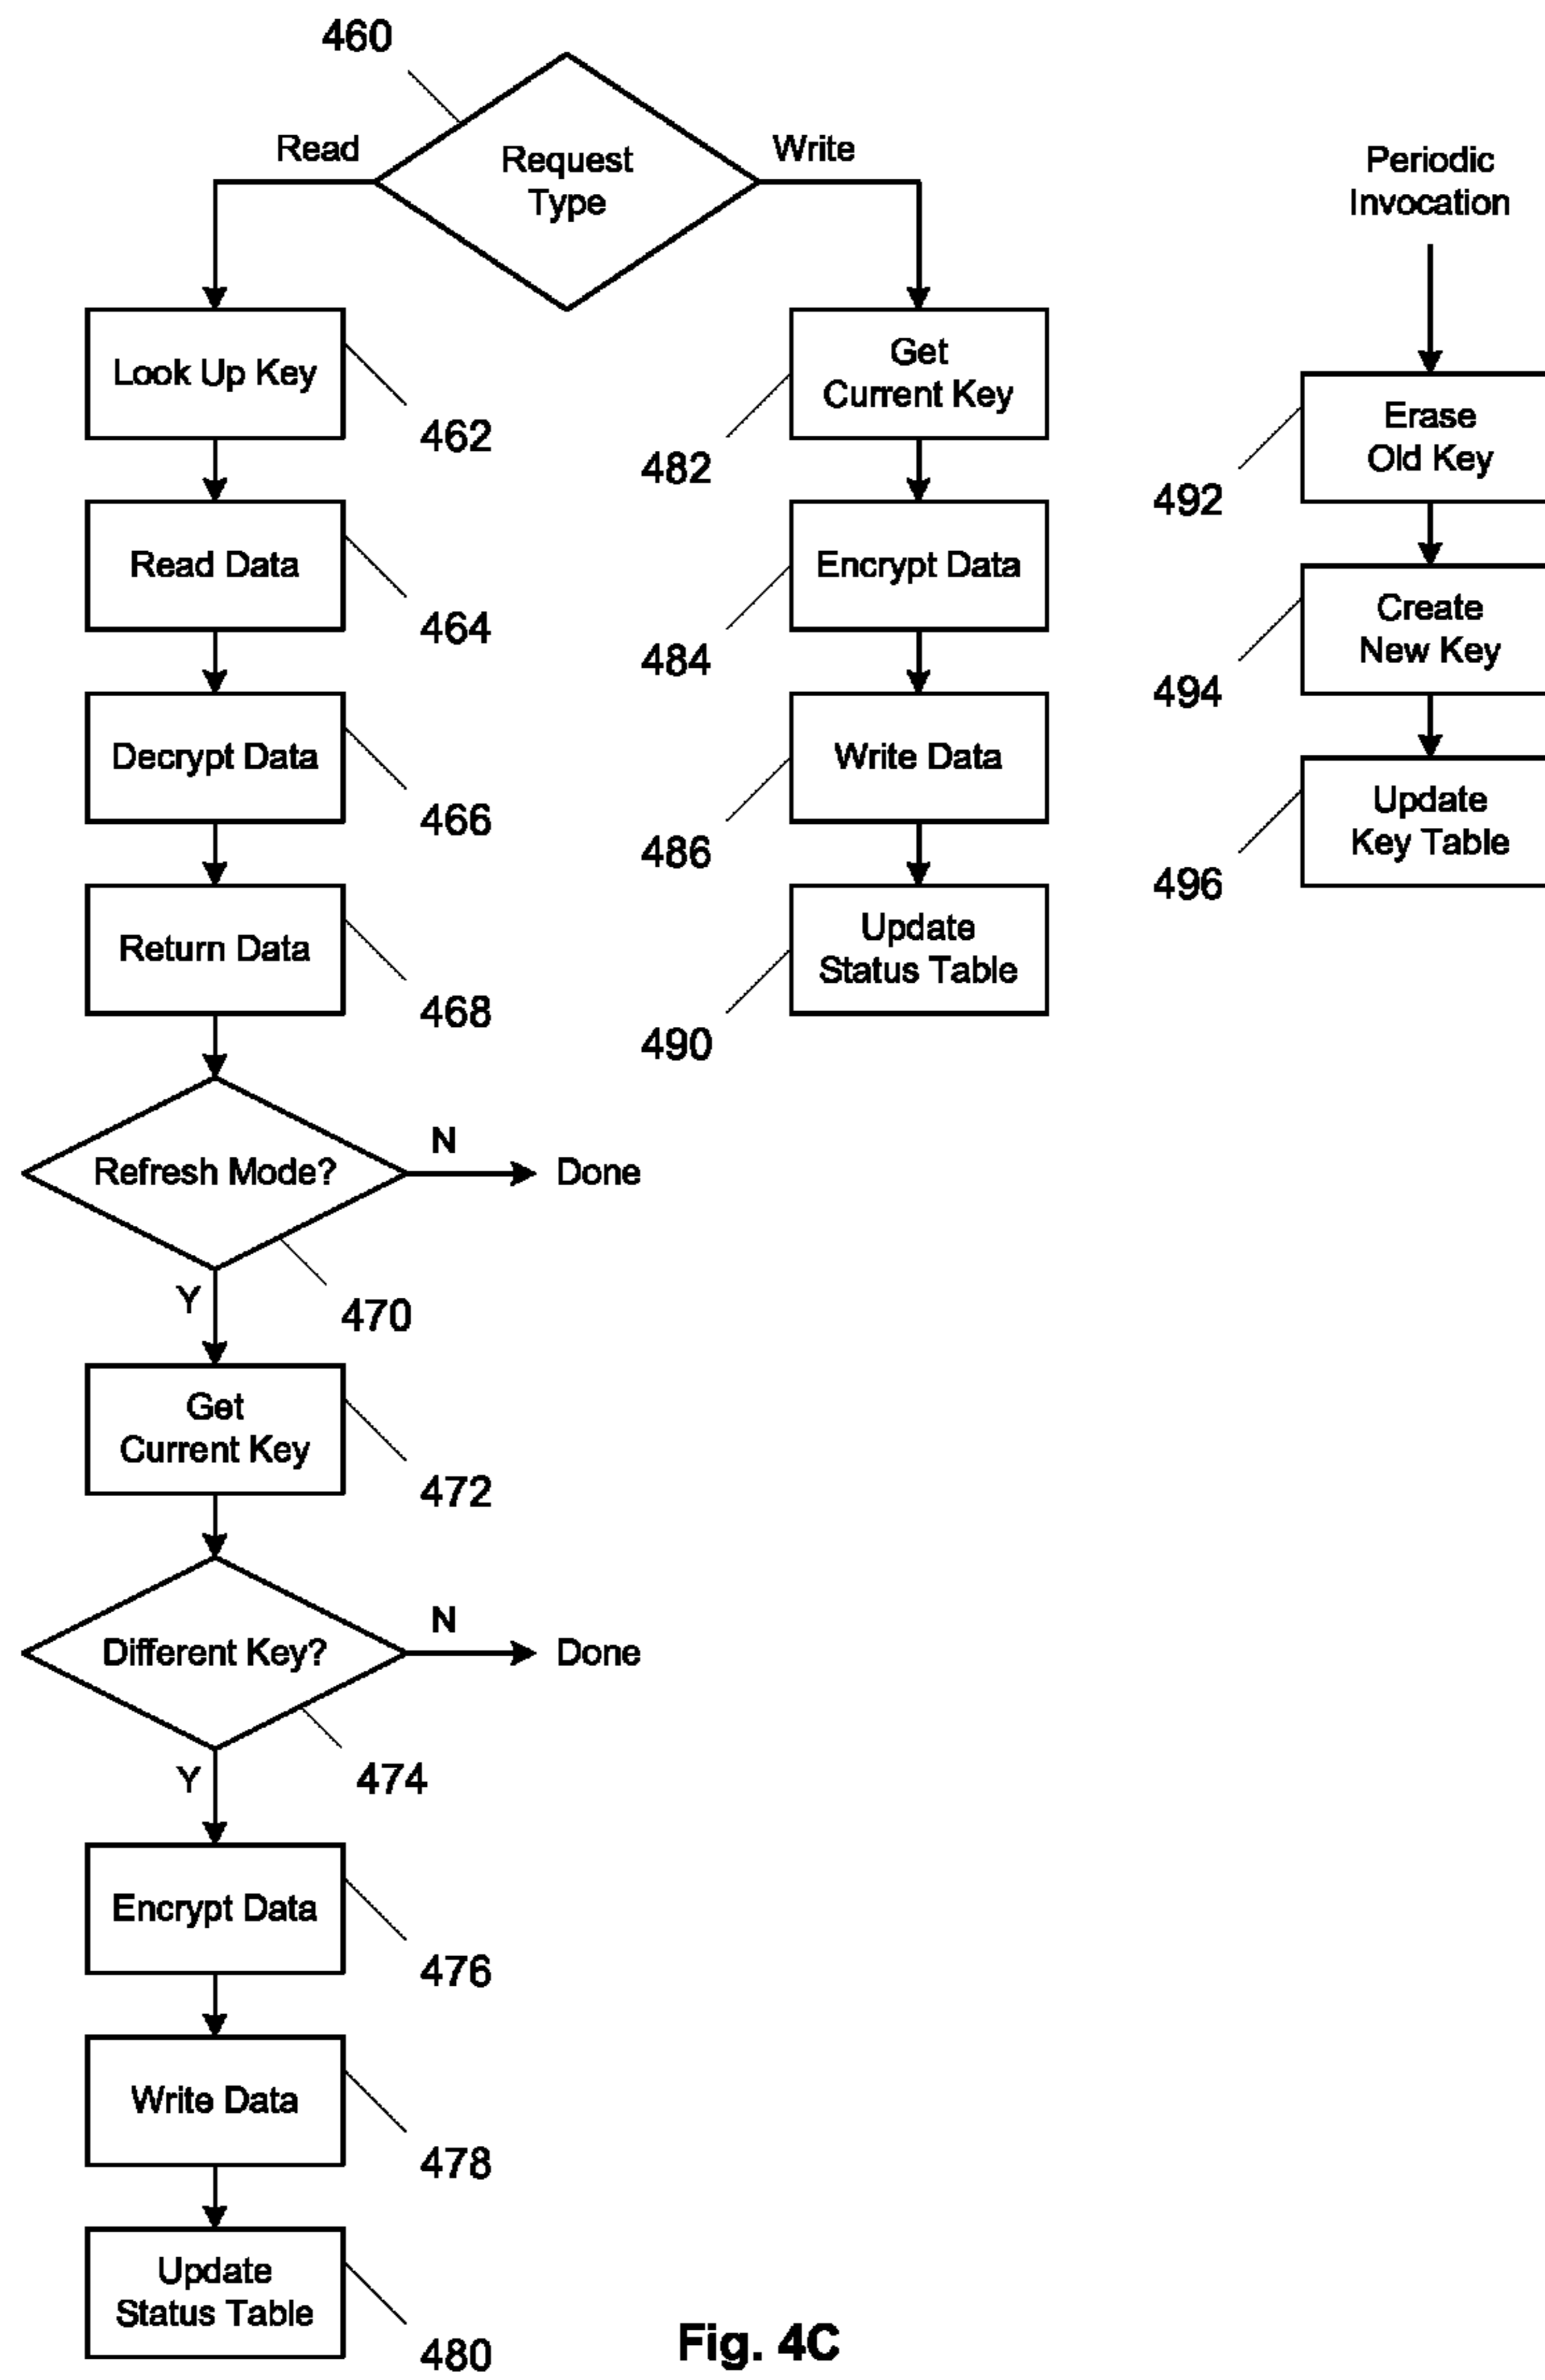 460
Read
Request
Type
Write
Periodic
Invocation
Look Up Key
462
Get
Current Key
482
Erase
Old Key
492
Read Data
464
Encrypt Data
484
Create
New Key
494
Decrypt Data
466
Write Data
486
Update
Key Table
496
Return Data
468
Update
Status Table
490
Refresh Mode?
N
Done
Y
470
Get
Current Key
472
Different Key?
N
Done
Y
474
Encrypt Data
476
Write Data
478
Update
Status Table
480
Fig. 4C